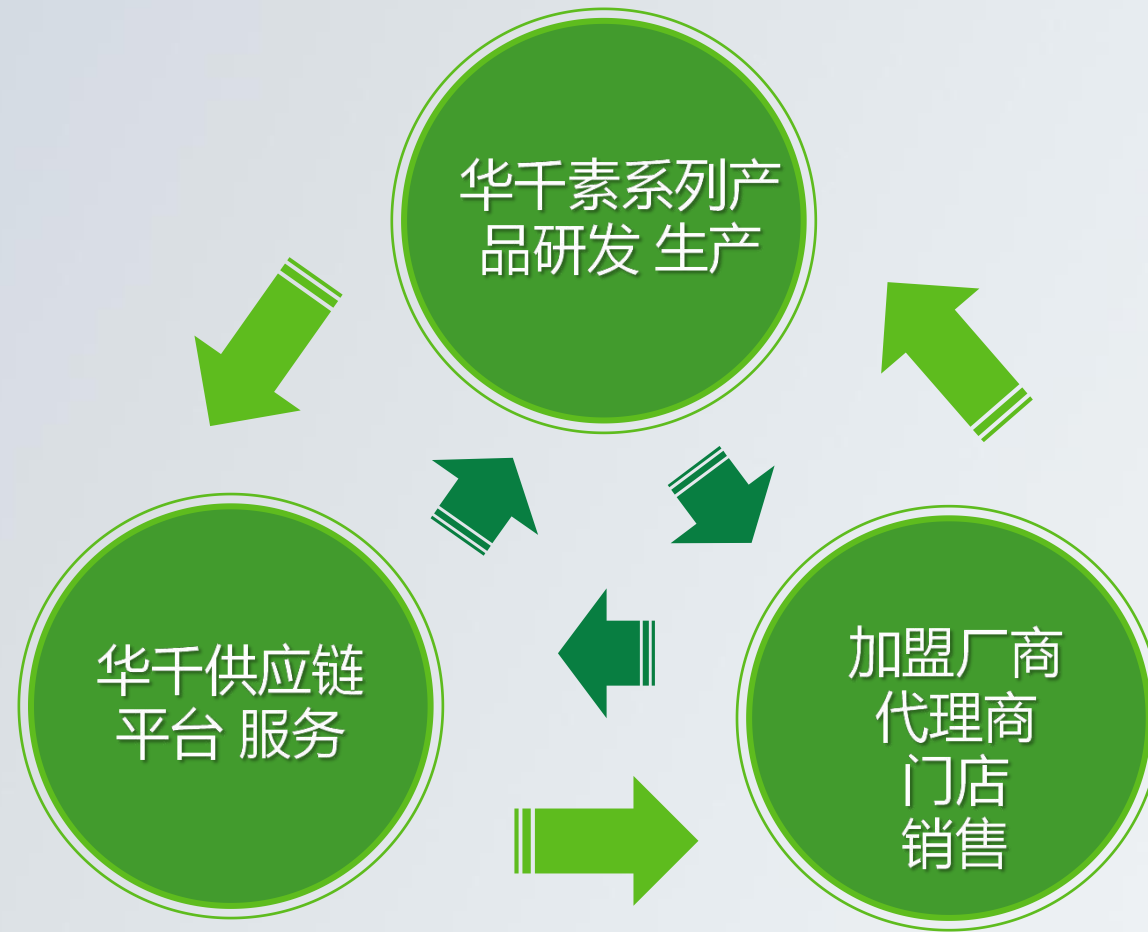 华千素系列产
品研发 生产
华千供应链
平台 服务
加盟厂商
代理商
门店
销售